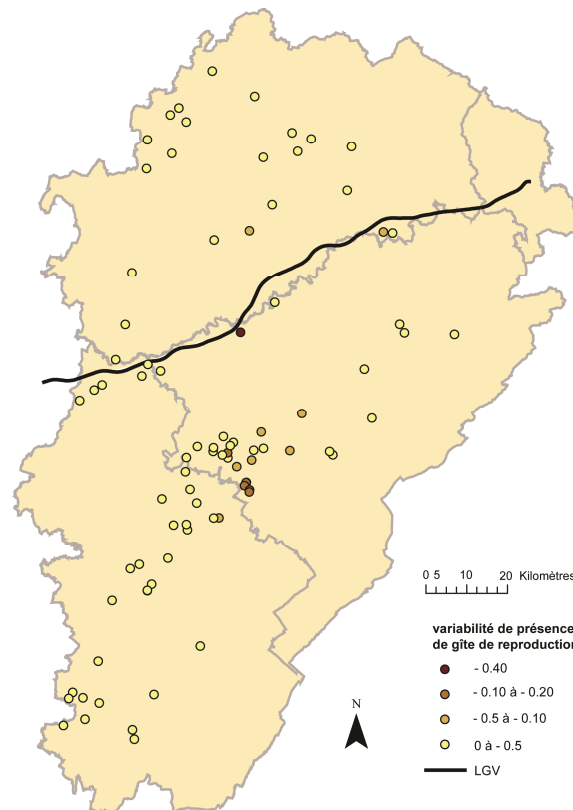 0 5 10 20 Kilomètres
variabilité de présence
de gîte de reproduction
- 0.40
- 0.10 à - 0.20
- 0.5 à - 0.10
0 à - 0.5
N
LGV